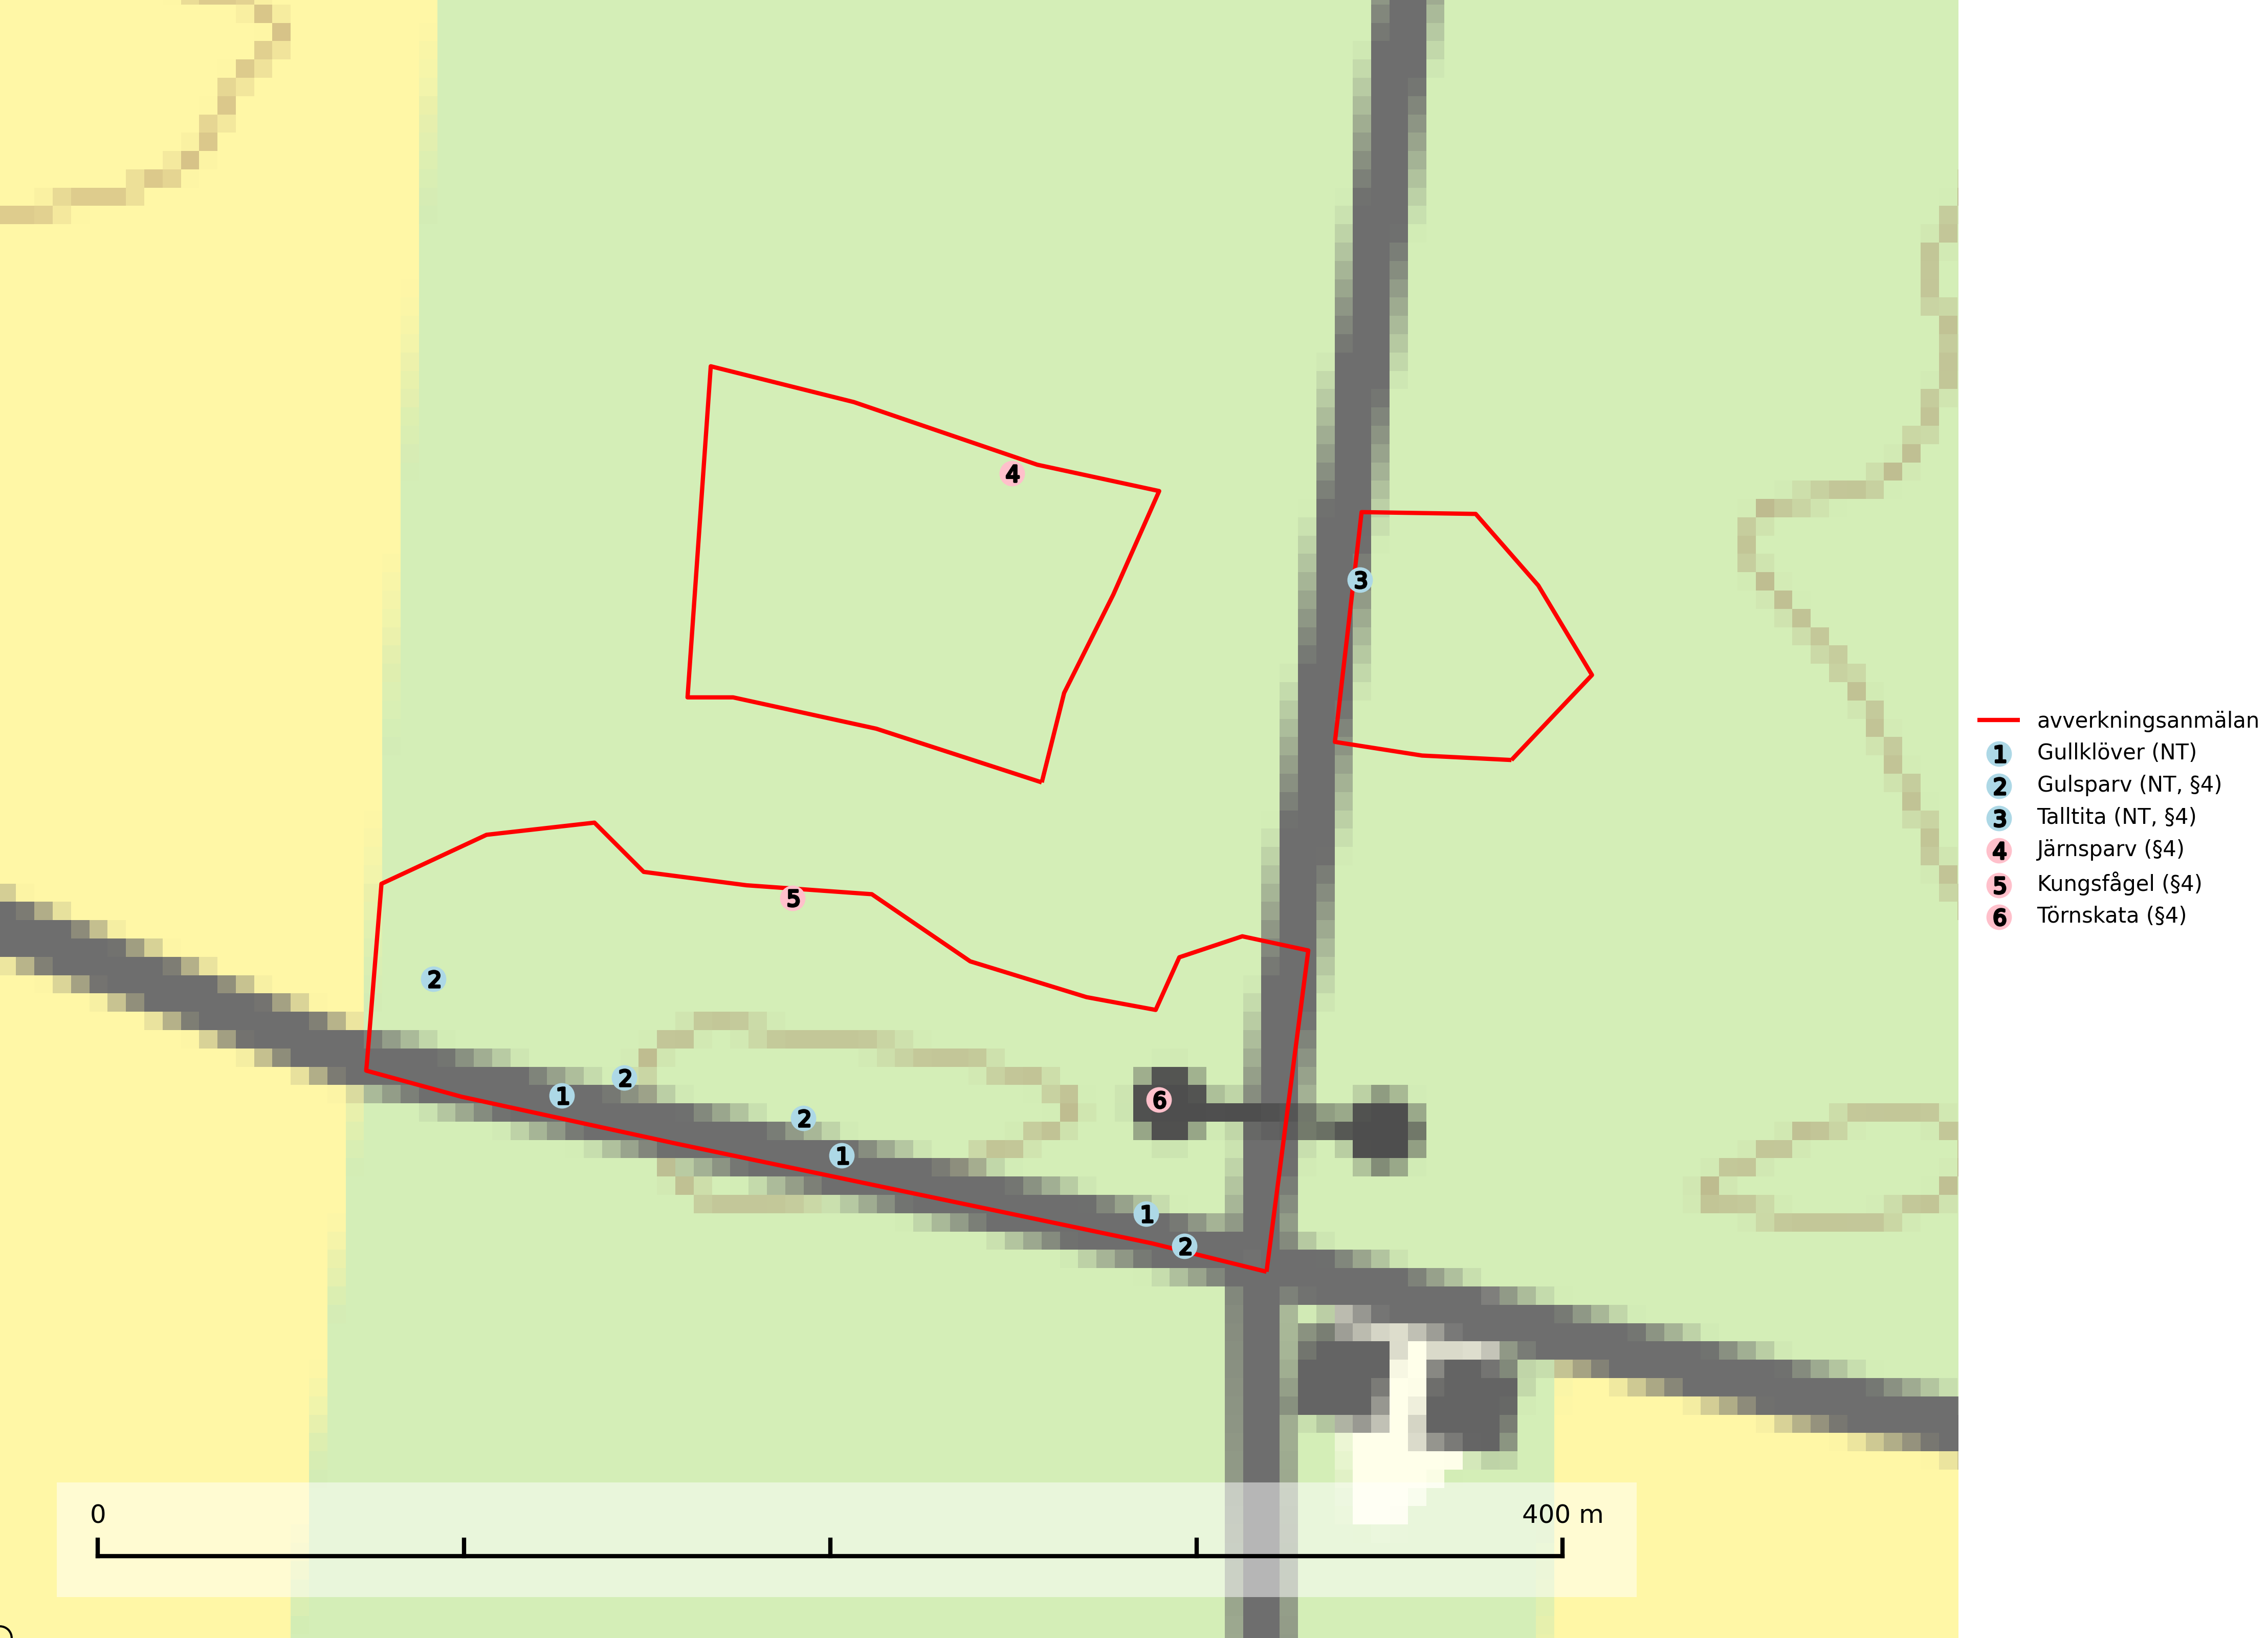 4
3
5
2
2
1
6
2
1
1
2
avverkningsanmälan
1 Gullklöver (NT)
2 Gulsparv (NT, §4)
3 Talltita (NT, §4)
4 Järnsparv (§4)
5 Kungsfågel (§4)
6 Törnskata (§4)
0 400 m